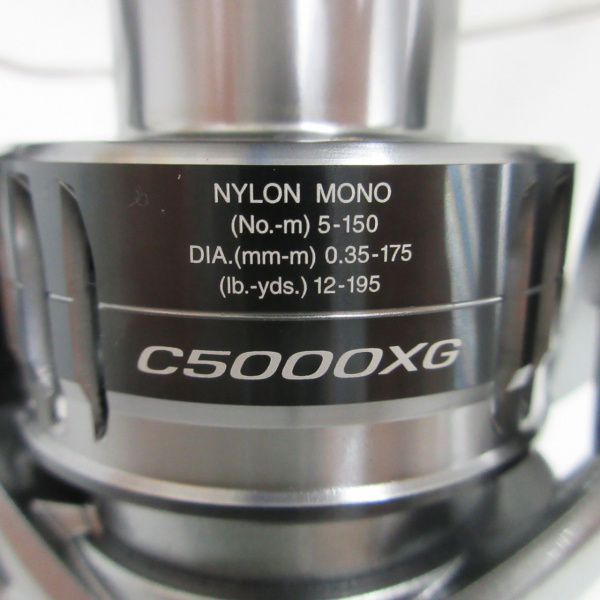 NYLON MONO
(No.-m) 5-150
DIA.(mm-m) 0.35-175
(lb.-yds.) 12-195
C5000XG